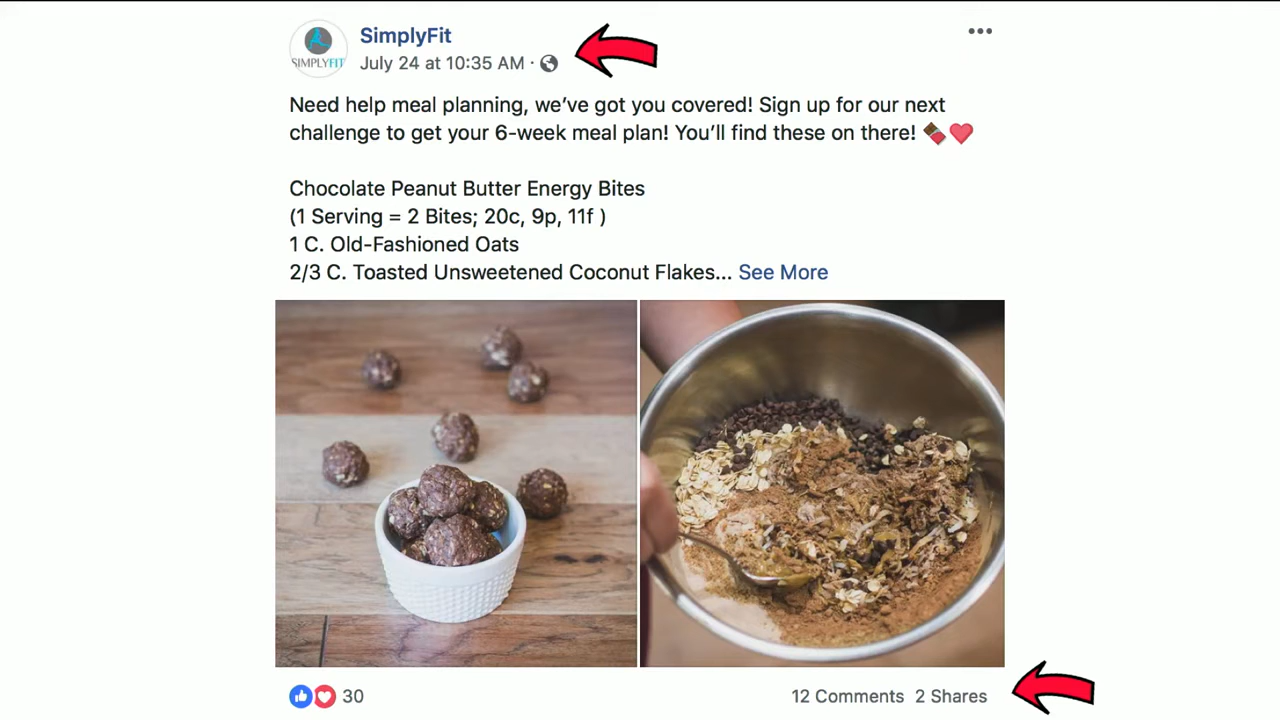 SimplyFit
SIMPLYFIT
July 24 at 10:35 AM ·
Need help meal planning, we’ve got you covered! Sign up for our next
challenge to get your 6-week meal plan! You’ll find these on there! 🍫❤️
Chocolate Peanut Butter Energy Bites
(1 Serving = 2 Bites; 20c, 9p, 11f )
1 C. Old-Fashioned Oats
2/3 C. Toasted Unsweetened Coconut Flakes... See More
30
12 Comments 2 Shares